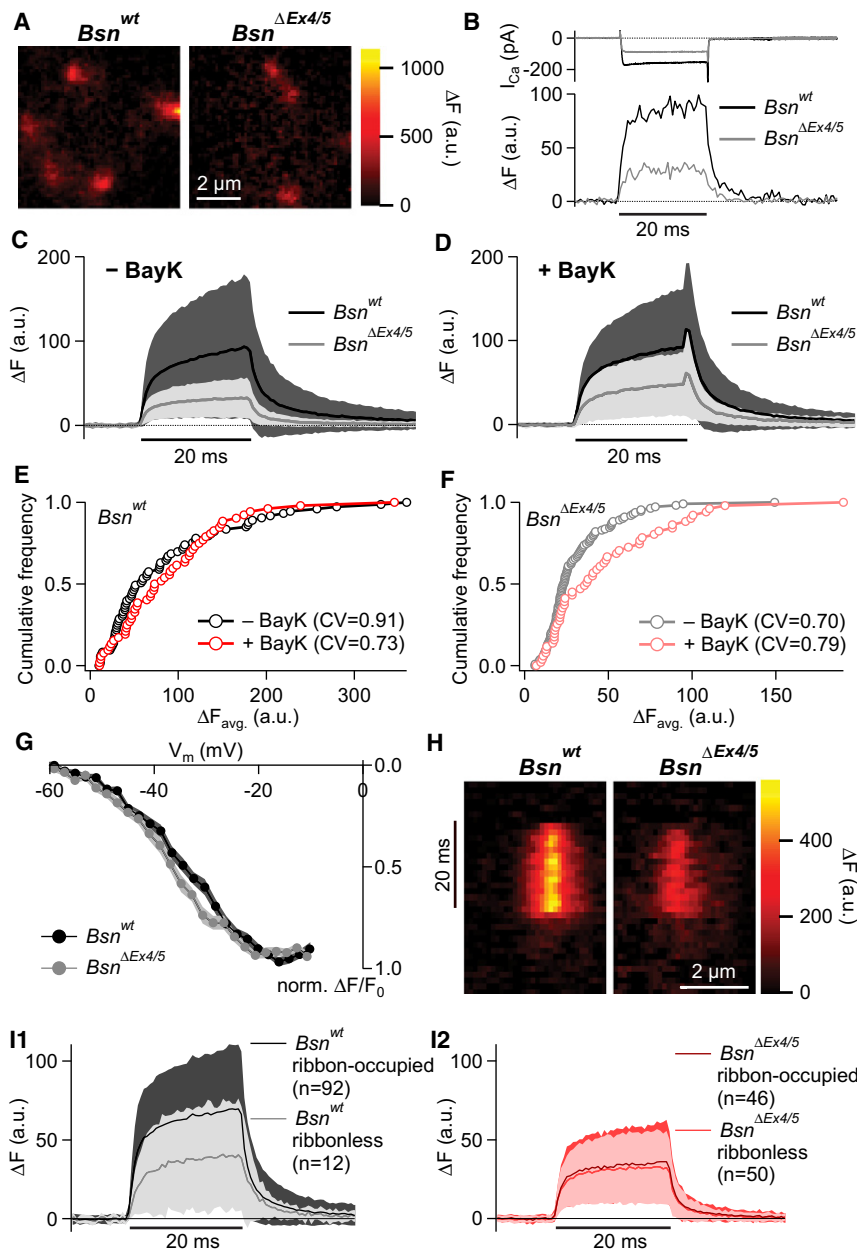 A
Bsn^wt
Bsn^ΔEx4/5
1000
500
0
ΔF (a.u.)
2 µm
B
0
-200
I_Ca (pA)
100
50
0
ΔF (a.u.)
Bsn^wt
Bsn^ΔEx4/5
20 ms
C
200
100
0
ΔF (a.u.)
– BayK
Bsn^wt
Bsn^ΔEx4/5
20 ms
D
200
100
0
ΔF (a.u.)
+ BayK
Bsn^wt
Bsn^ΔEx4/5
20 ms
E
1.0
0.5
0.0
Cumulative frequency
Bsn^wt
– BayK (CV=0.91)
+ BayK (CV=0.73)
0
100
200
300
ΔF_avg. (a.u.)
F
1.0
0.5
0.0
Cumulative frequency
Bsn^ΔEx4/5
– BayK (CV=0.70)
+ BayK (CV=0.79)
0
50
100
150
ΔF_avg. (a.u.)
G
V_m (mV)
-60
-40
-20
0
0.0
0.5
1.0
norm. ΔF/F_0
Bsn^wt
Bsn^ΔEx4/5
H
Bsn^wt
Bsn^ΔEx4/5
20 ms
2 µm
400
200
0
ΔF (a.u.)
I1
100
50
0
ΔF (a.u.)
Bsn^wt
ribbon-occupied
(n=92)
Bsn^wt
ribbonless
(n=12)
20 ms
I2
100
50
0
ΔF (a.u.)
Bsn^ΔEx4/5
ribbon-occupied
(n=46)
Bsn^ΔEx4/5
ribbonless
(n=50)
20 ms